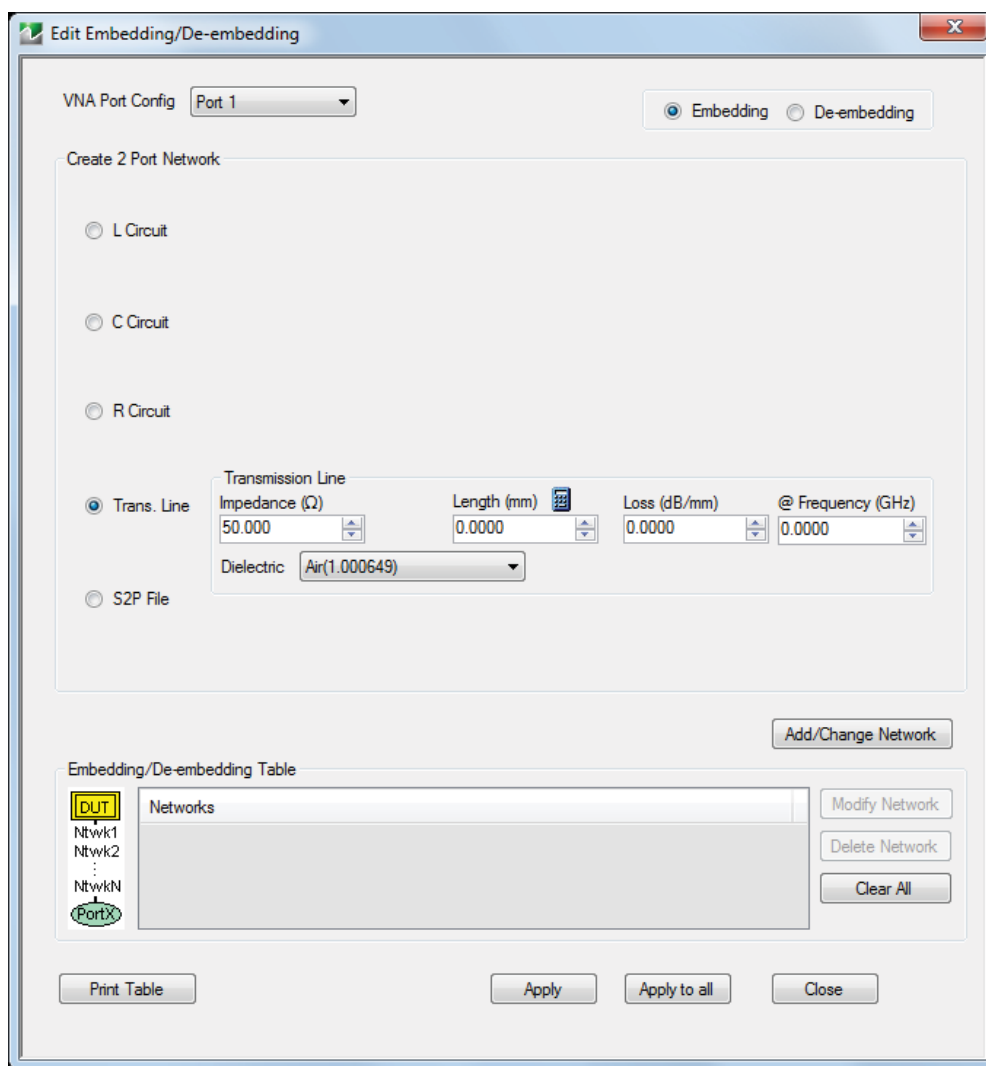 Edit Embedding/De-embedding
VNA Port Config Port 1
Embedding De-embedding
Create 2 Port Network
L Circuit
C Circuit
R Circuit
Trans. Line
Transmission Line
Impedance (Ω) Length (mm) Loss (dB/mm) @ Frequency (GHz)
50.000 0.0000 0.0000 0.0000
Dielectric Air(1.000649)
S2P File
Add/Change Network
Embedding/De-embedding Table
DUT
Ntwk1
Ntwk2
⋮
NtwkN
PortX
Networks
Modify Network
Delete Network
Clear All
Print Table Apply Apply to all Close